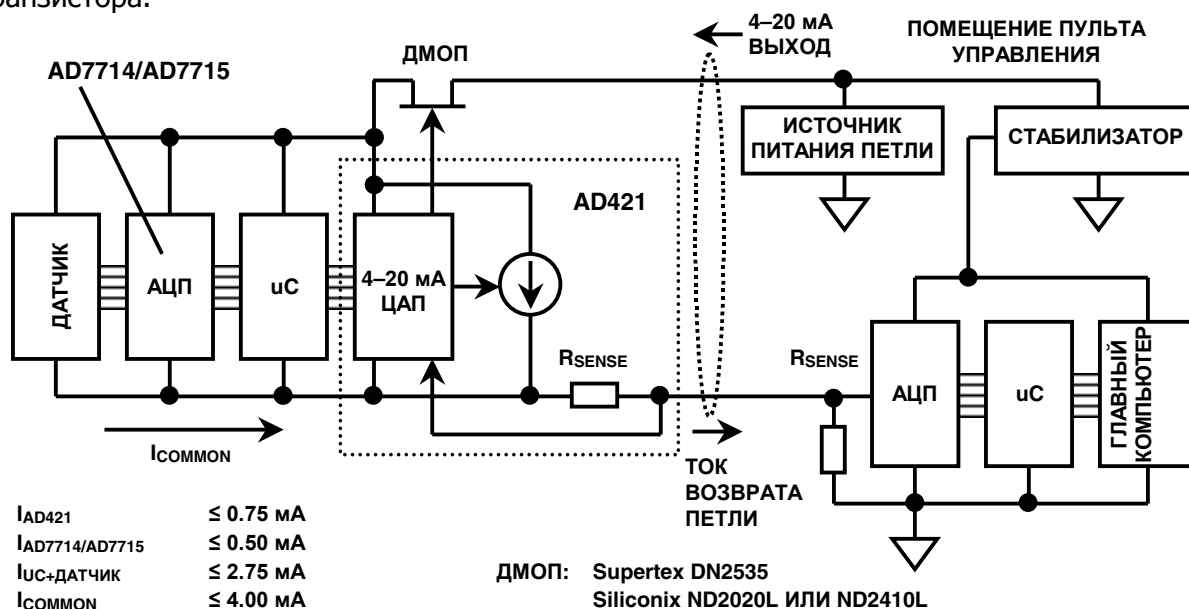 ранзистора.
4–20 мА
ВЫХОД
ПОМЕЩЕНИЕ ПУЛЬТА
УПРАВЛЕНИЯ
ДМОП
AD7714/AD7715
ИСТОЧНИК
ПИТАНИЯ ПЕТЛИ
СТАБИЛИЗАТОР
AD421
ДАТЧИК
АЦП
uC
4–20 мА
ЦАП
RSENSE
RSENSE
АЦП
uC
ГЛАВНЫЙ
КОМПЬЮТЕР
ICOMMON
ТОК
ВОЗВРАТА
ПЕТЛИ
IAD421 ≤ 0.75 мА
IAD7714/AD7715 ≤ 0.50 мА
IUC+ДАТЧИК ≤ 2.75 мА
ICOMMON ≤ 4.00 мА
ДМОП: Supertex DN2535
Siliconix ND2020L ИЛИ ND2410L